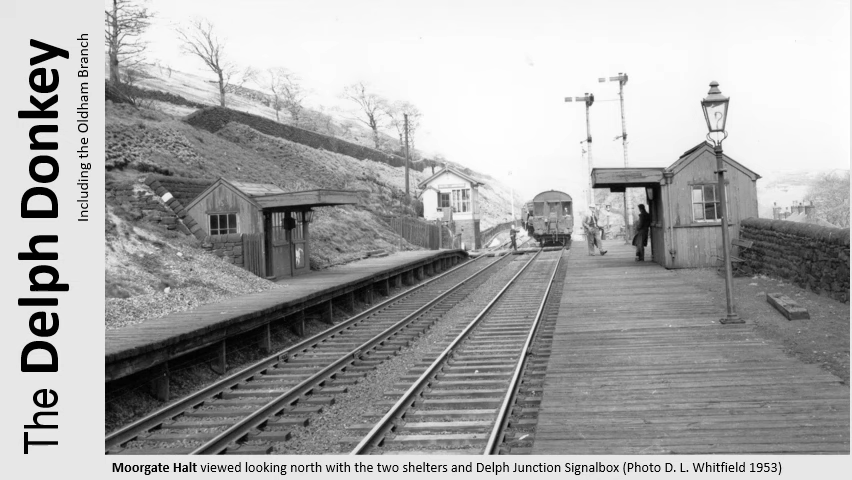 The Delph Donkey
Including the Oldham Branch
Moorgate Halt viewed looking north with the two shelters and Delph Junction Signalbox (Photo D. L. Whitfield 1953)